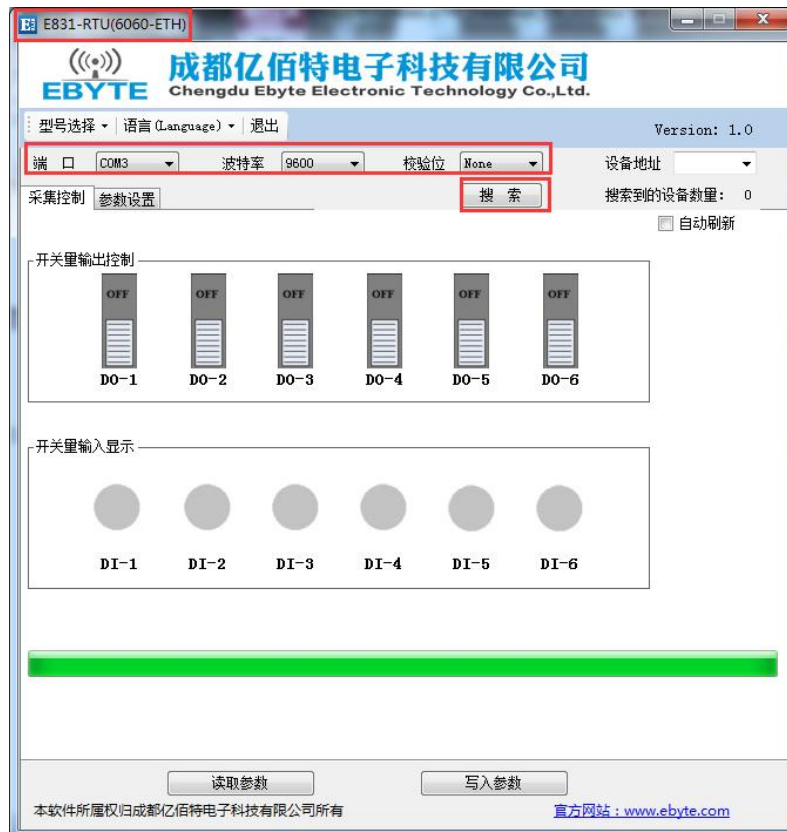 E831-RTU(6060-ETH)
EBYTE
成都亿佰特电子科技有限公司
Chengdu Ebyte Electronic Technology Co.,Ltd.
型号选择 语言(Language) 退出 Version: 1.0
端 口 COM3 波特率 9600 校验位 None 设备地址
采集控制 参数设置 搜 索 搜索到的设备数量: 0
自动刷新
开关量输出控制
OFF OFF OFF OFF OFF OFF
DO-1 DO-2 DO-3 DO-4 DO-5 DO-6
开关量输入显示
DI-1 DI-2 DI-3 DI-4 DI-5 DI-6
读取参数 写入参数
本软件所属权归成都亿佰特电子科技有限公司所有 官方网站：www.ebyte.com